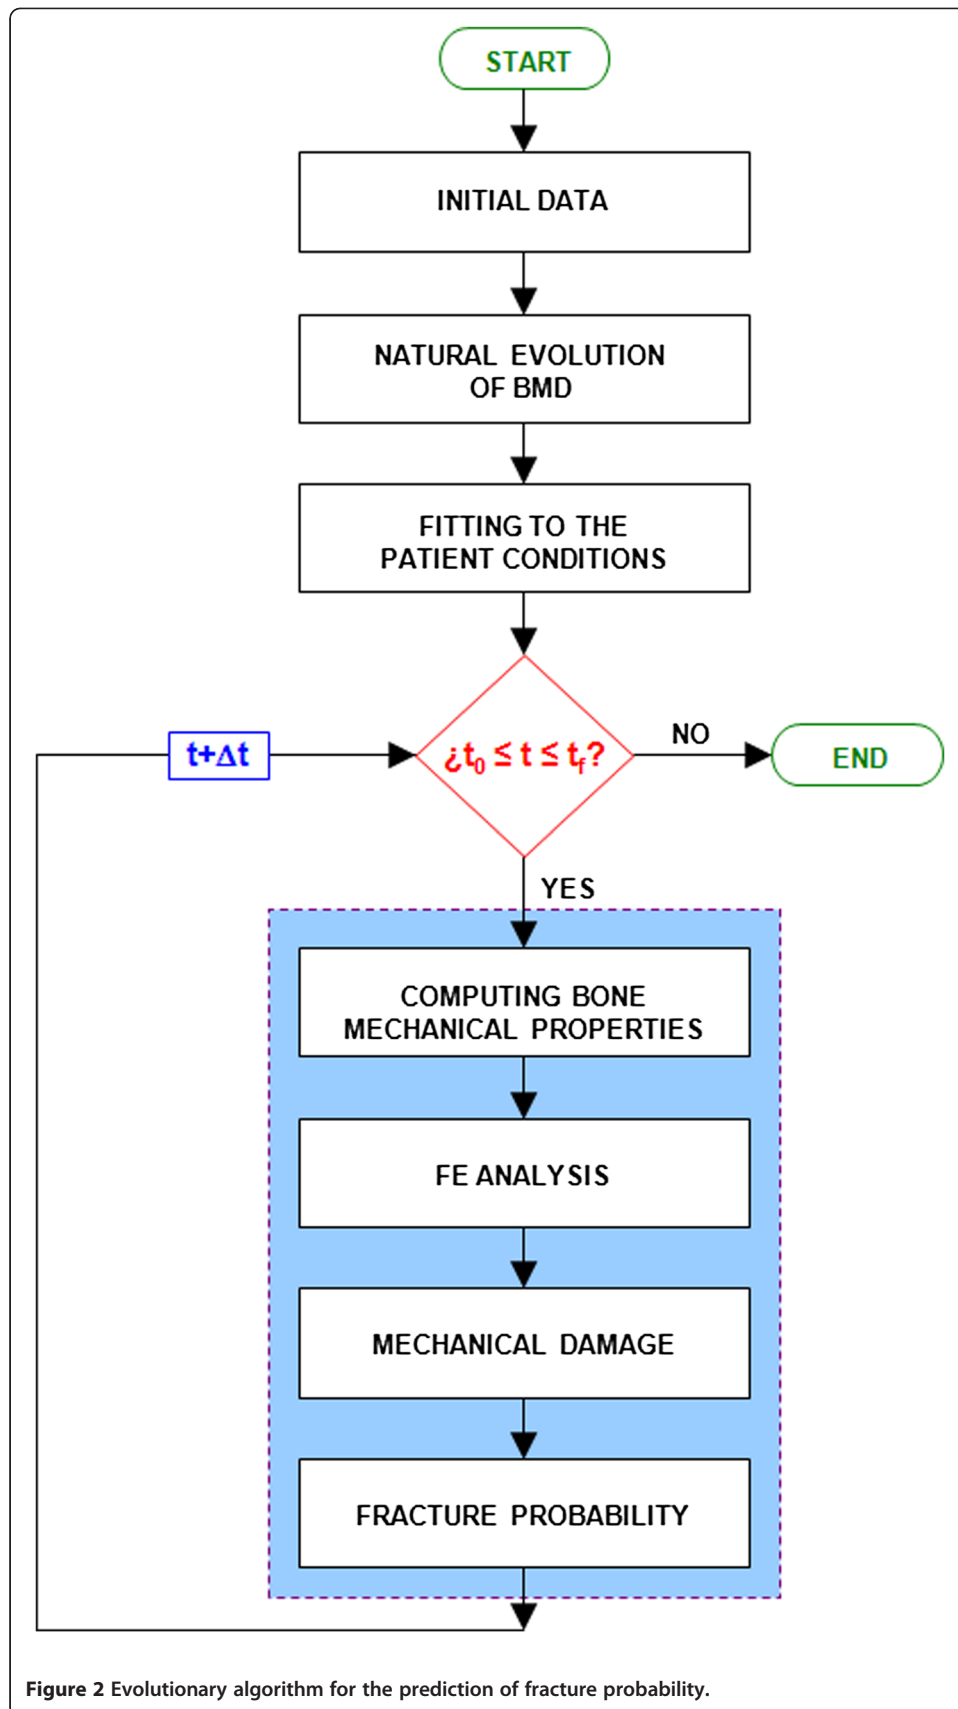 START
INITIAL DATA
NATURAL EVOLUTION
OF BMD
FITTING TO THE
PATIENT CONDITIONS
t+Δt
¿t₀ ≤ t ≤ t_f?
NO
END
YES
COMPUTING BONE
MECHANICAL PROPERTIES
FE ANALYSIS
MECHANICAL DAMAGE
FRACTURE PROBABILITY
Figure 2 Evolutionary algorithm for the prediction of fracture probability.